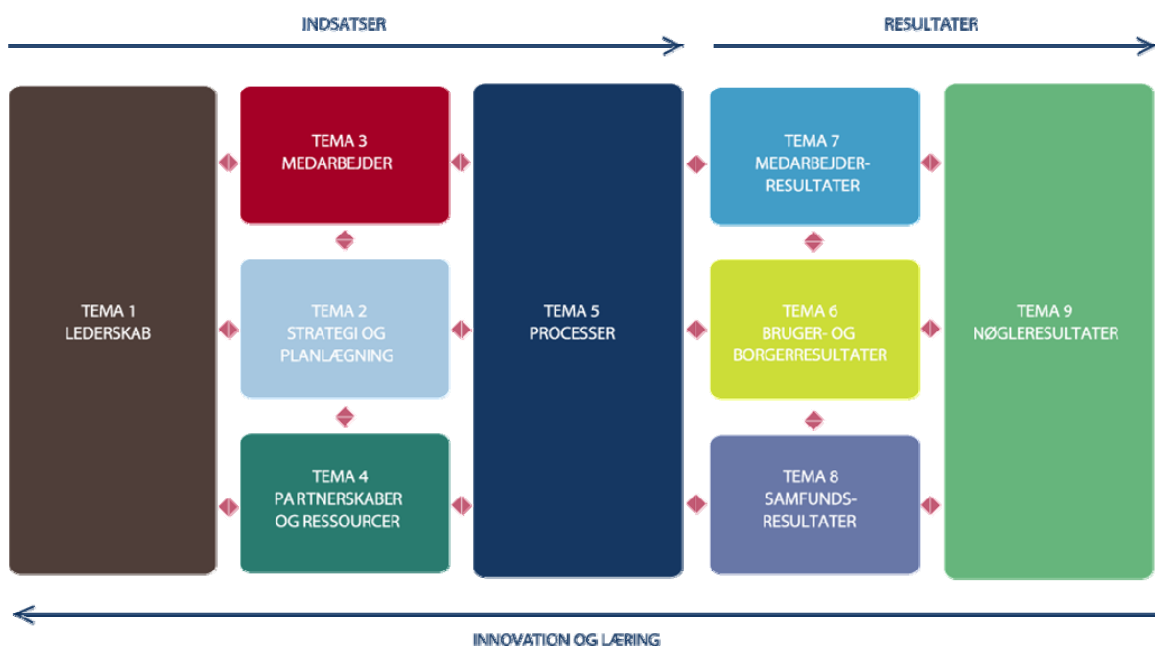 INDSATSER
RESULTATER
TEMA 1
LEDERSKAB
TEMA 3
MEDARBEJDER
TEMA 2
STRATEGI OG
PLANLÆGNING
TEMA 4
PARTNERSKABER
OG RESSOURCER
TEMA 5
PROCESSER
TEMA 7
MEDARBEJDER-
RESULTATER
TEMA 6
BRUGER- OG
BORGERRESULTATER
TEMA 8
SAMFUNDS-
RESULTATER
TEMA 9
NØGLERESULTATER
INNOVATION OG LÆRING